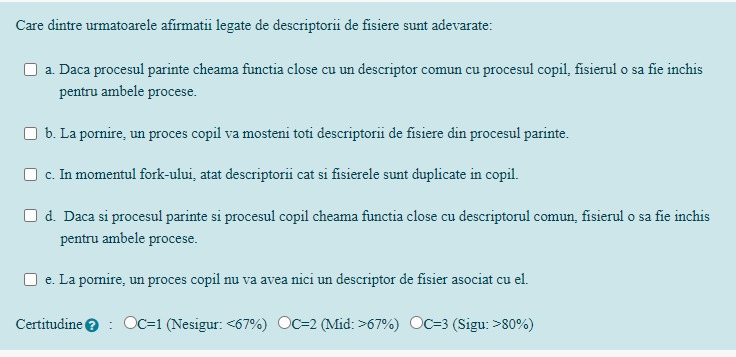 Care dintre urmatoarele afirmatii legate de descriptorii de fisiere sunt adevarate:
a. Daca procesul parinte cheama functia close cu un descriptor comun cu procesul copil, fisierul o sa fie inchis
pentru ambele procese.
b. La pornire, un proces copil va mosteni toti descriptorii de fisiere din procesul parinte.
c. In momentul fork-ului, atat descriptorii cat si fisierele sunt duplicate in copil.
d. Daca si procesul parinte si procesul copil cheama functia close cu descriptorul comun, fisierul o sa fie inchis
pentru ambele procese.
e. La pornire, un proces copil nu va avea nici un descriptor de fisier asociat cu el.
Certitudine ? : C=1 (Nesigur: <67%) C=2 (Mid: >67%) C=3 (Sigu: >80%)